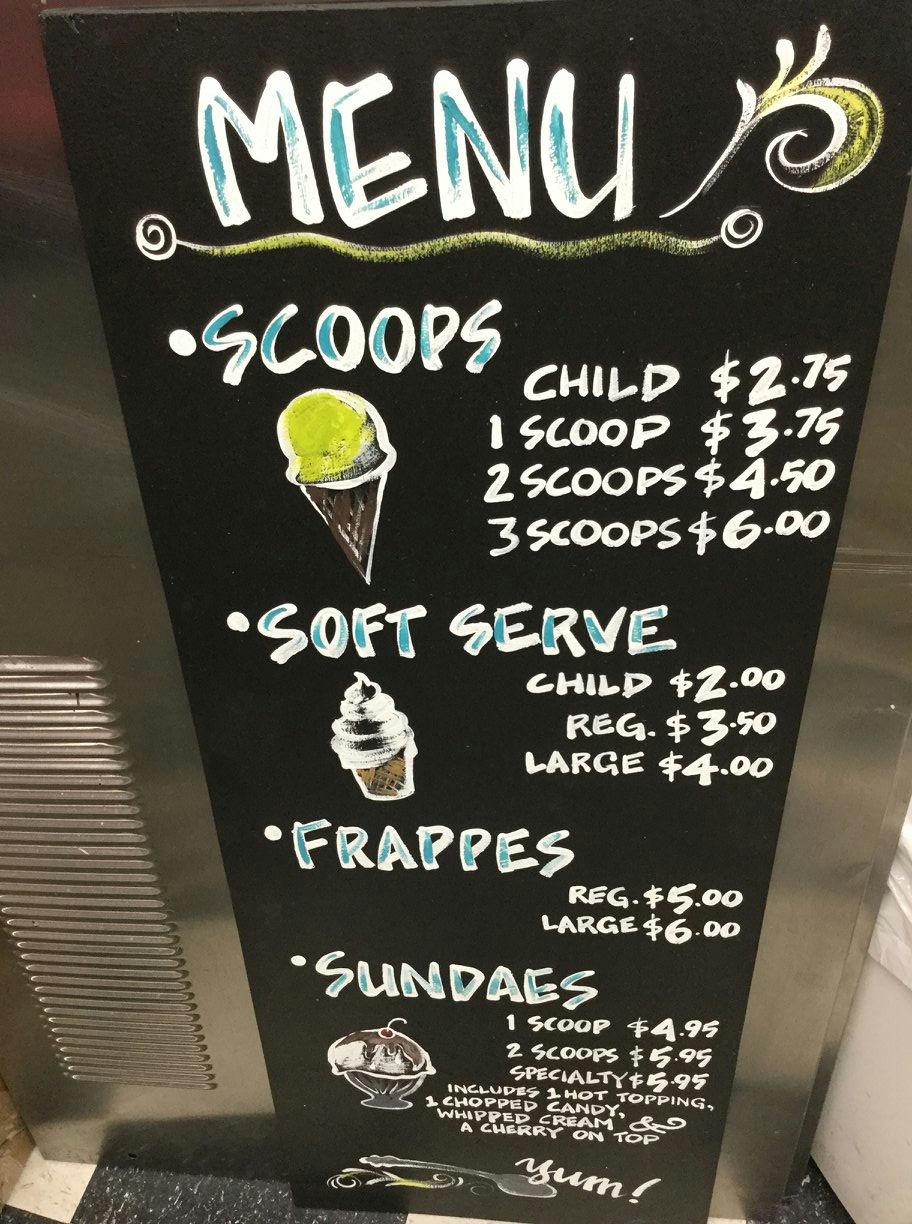 MENU
•SCOOPS
CHILD $2.75
1 SCOOP $3.75
2 SCOOPS $4.50
3 SCOOPS $6.00
•SOFT SERVE
CHILD $2.00
REG. $3.50
LARGE $4.00
•FRAPPES
REG. $5.00
LARGE $6.00
•SUNDAES
1 SCOOP $4.95
2 SCOOPS $5.95
SPECIALTY $5.95
INCLUDES 1 HOT TOPPING,
1 CHOPPED CANDY,
WHIPPED CREAM &
A CHERRY ON TOP
Yum!